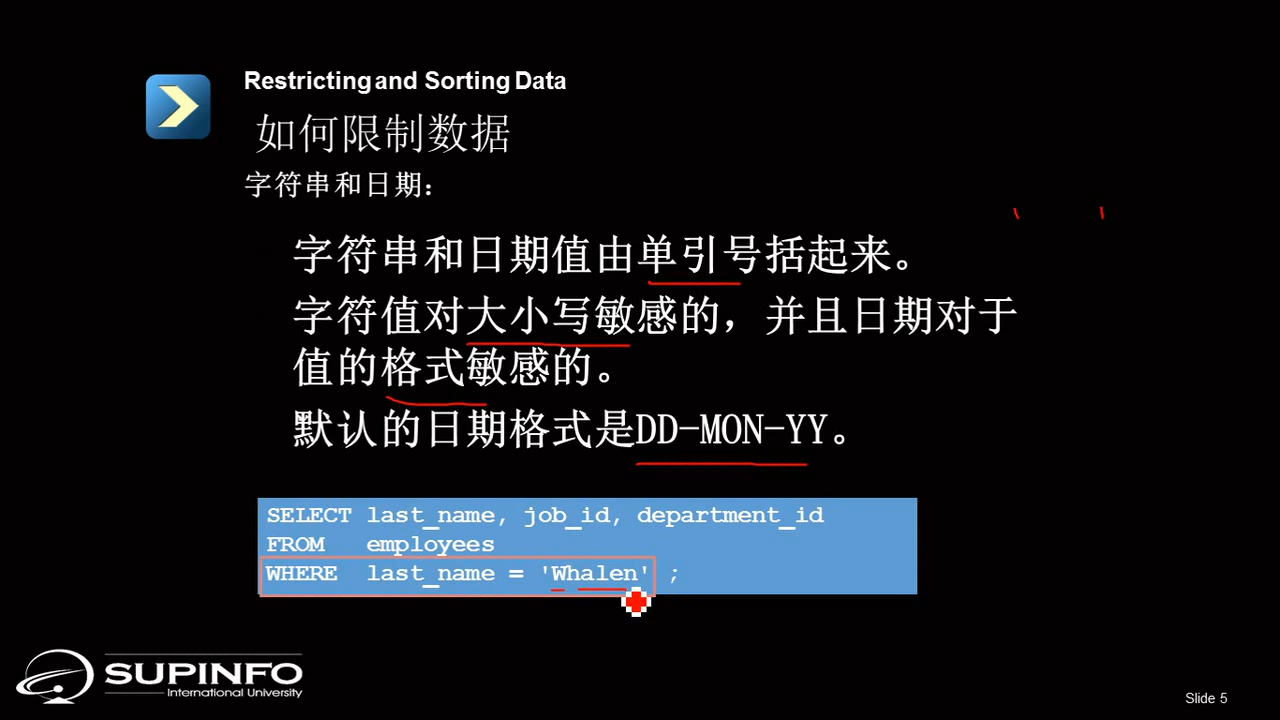 Restricting and Sorting Data
如何限制数据
字符串和日期：
字符串和日期值由单引号括起来。
字符值对大小写敏感的，并且日期对于
值的格式敏感的。
默认的日期格式是DD-MON-YY。
SELECT last_name, job_id, department_id
FROM   employees
WHERE  last_name = 'Whalen' ;
SUPINFO
International University
Slide 5